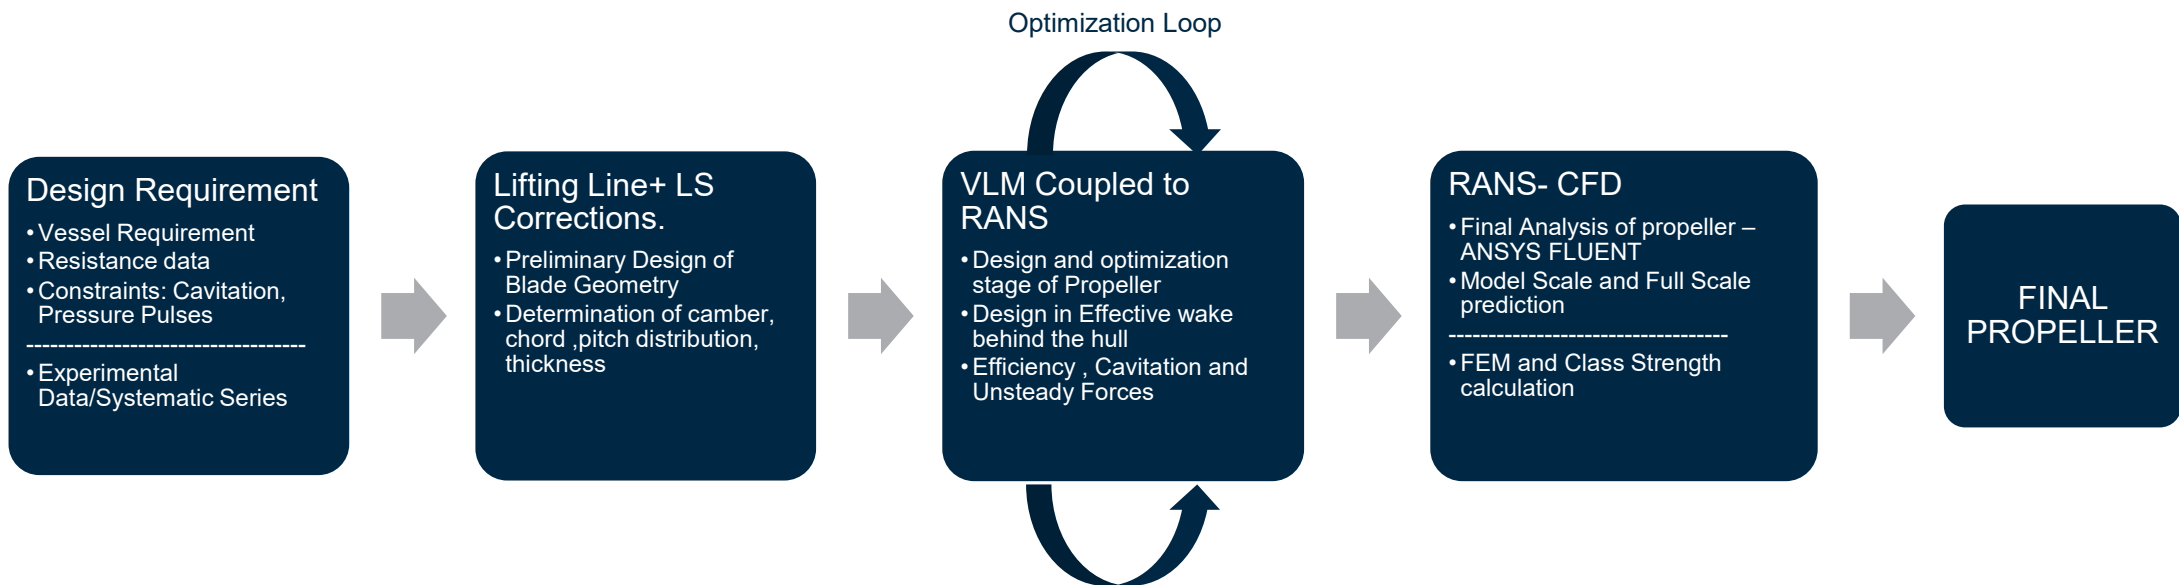 Optimization Loop
Design Requirement
•Vessel Requirement
•Resistance data
•Constraints: Cavitation,
Pressure Pulses
-----------------------------------
•Experimental
Data/Systematic Series
Lifting Line+ LS
Corrections.
•Preliminary Design of
Blade Geometry
•Determination of camber,
chord ,pitch distribution,
thickness
VLM Coupled to
RANS
•Design and optimization
stage of Propeller
•Design in Effective wake
behind the hull
•Efficiency , Cavitation and
Unsteady Forces
RANS- CFD
•Final Analysis of propeller –
ANSYS FLUENT
•Model Scale and Full Scale
prediction
-----------------------------------
•FEM and Class Strength
calculation
FINAL
PROPELLER